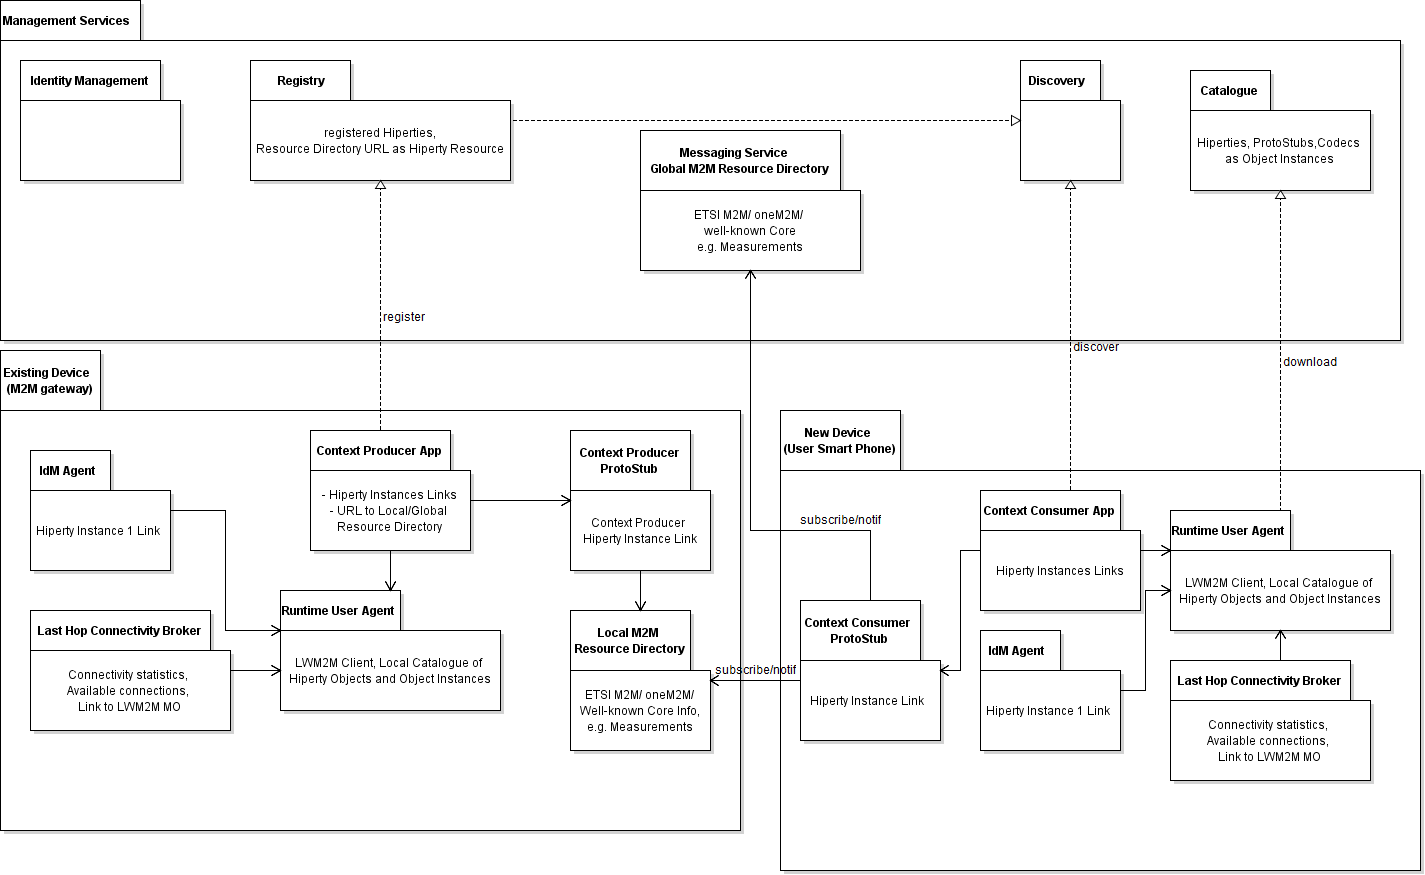 Management Services
Identity Management
Registry
registered Hiperties,
Resource Directory URL as Hiperty Resource
Messaging Service
Global M2M Resource Directory
ETSI M2M/ oneM2M/
well-known Core
e.g. Measurements
Discovery
Catalogue
Hiperties, ProtoStubs,Codecs
as Object Instances
register
discover
download
Existing Device
(M2M gateway)
IdM Agent
Hiperty Instance 1 Link
Context Producer App
- Hiperty Instances Links
- URL to Local/Global
Resource Directory
Context Producer
ProtoStub
Context Producer
Hiperty Instance Link
Last Hop Connectivity Broker
Connectivity statistics,
Available connections,
Link to LWM2M MO
Runtime User Agent
LWM2M Client, Local Catalogue of
Hiperty Objects and Object Instances
Local M2M
Resource Directory
ETSI M2M/ oneM2M/
Well-known Core Info,
e.g. Measurements
subscribe/notif
subscribe/notif
New Device
(User Smart Phone)
Context Consumer App
Hiperty Instances Links
Runtime User Agent
LWM2M Client, Local Catalogue of
Hiperty Objects and Object Instances
Context Consumer
ProtoStub
Hiperty Instance Link
IdM Agent
Hiperty Instance 1 Link
Last Hop Connectivity Broker
Connectivity statistics,
Available connections,
Link to LWM2M MO